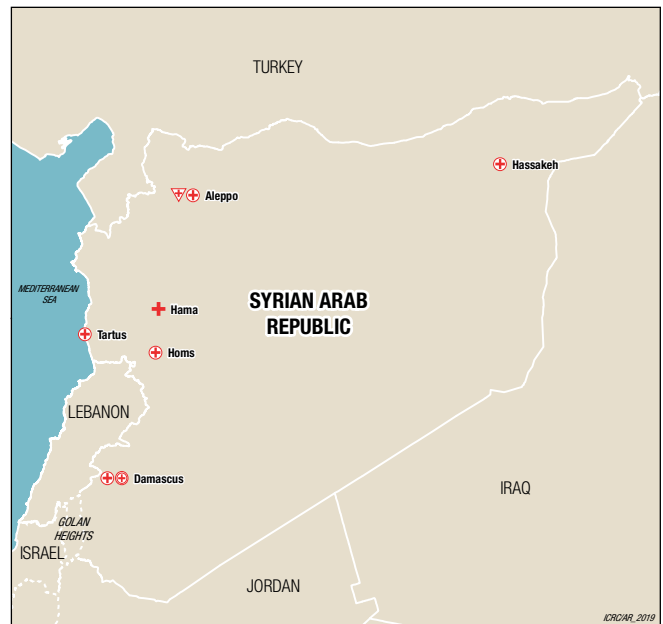 TURKEY
Hassakeh
Aleppo
MEDITERRANEAN
SEA
SYRIAN ARAB
REPUBLIC
Hama
Tartus
Homs
LEBANON
Damascus
IRAQ
GOLAN
HEIGHTS
ISRAEL
JORDAN
ICRC/AR_2019